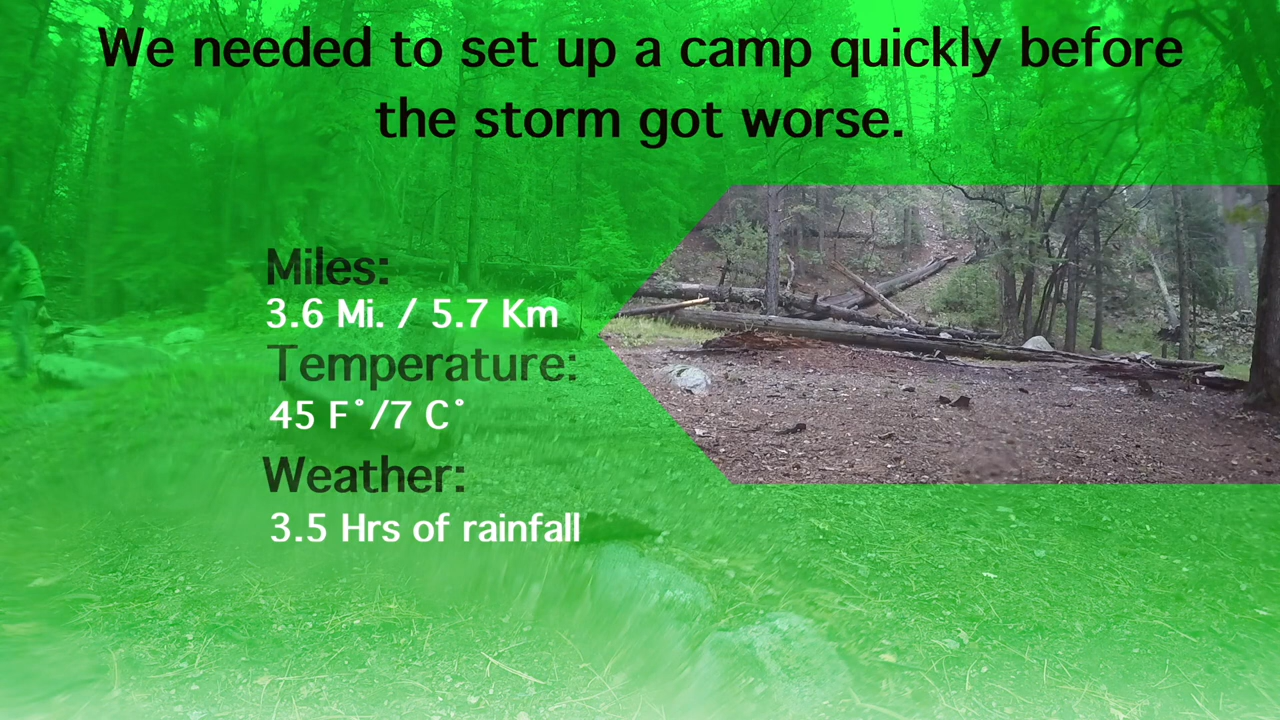 We needed to set up a camp quickly before
the storm got worse.
Miles:
3.6 Mi. / 5.7 Km
Temperature:
45 F˚/7 C˚
Weather:
3.5 Hrs of rainfall